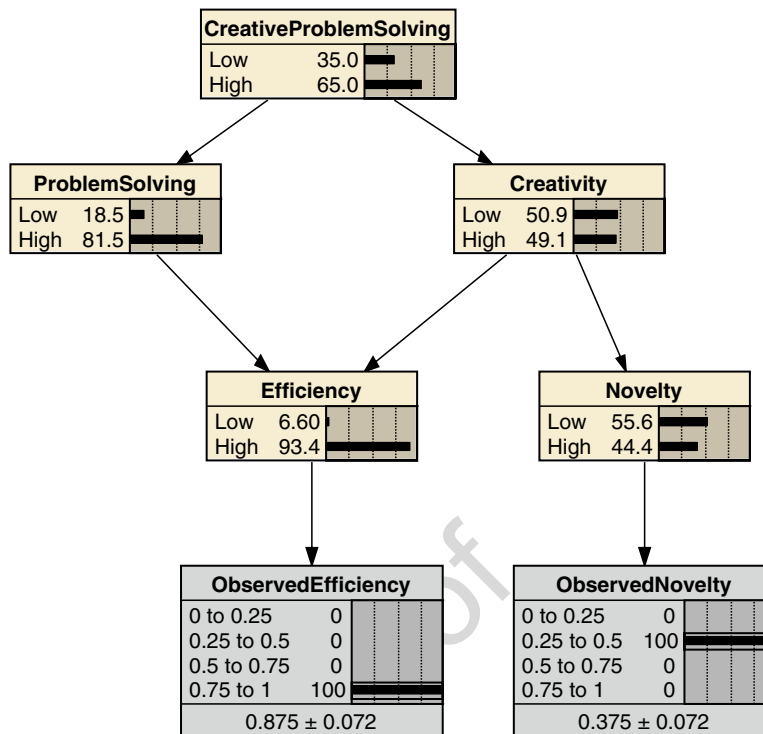 CreativeProblemSolving
Low 35.0
High 65.0
ProblemSolving
Low 18.5
High 81.5
Creativity
Low 50.9
High 49.1
Efficiency
Low 6.60
High 93.4
Novelty
Low 55.6
High 44.4
of
ObservedEfficiency
0 to 0.25 0
0.25 to 0.5 0
0.5 to 0.75 0
0.75 to 1 100
0.875 ± 0.072
ObservedNovelty
0 to 0.25 0
0.25 to 0.5 100
0.5 to 0.75 0
0.75 to 1 0
0.375 ± 0.072